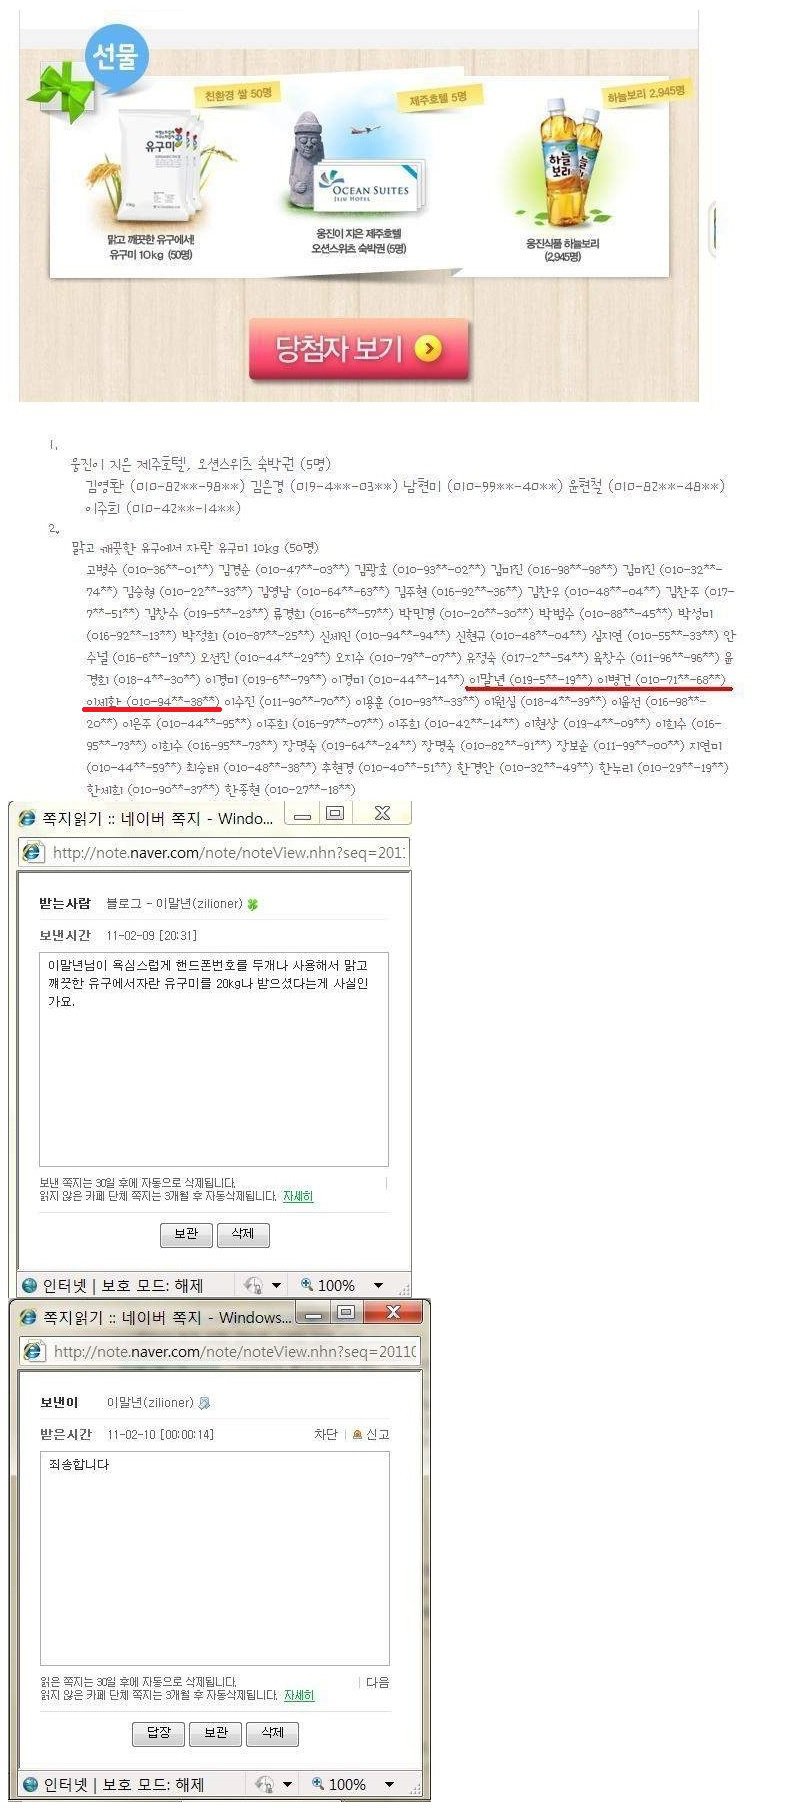 선물
친환경 쌀 50명
제주호텔 5명
하늘보리 2,945명
유구미
OCEAN SUITES
JEJU HOTEL
하늘
보리
맑고 깨끗한 유구에서!
유구미 10kg (50명)
웅진이 지은 제주호텔
오션스위츠 숙박권 (5명)
웅진식품 하늘보리
(2,945명)
당첨자 보기
1.
웅진이 지은 제주호텔, 오션스위츠 숙박권 (5명)
김영환 (010-82**-98**) 김은경 (019-4**-03**) 남현미 (010-99**-40**) 윤현철 (010-82**-48**)
이주희 (010-42**-14**)
2.
맑고 깨끗한 유구에서 자란 유구미 10kg (50명)
고병수 (010-36**-01**) 김경순 (010-47**-03**) 김광호 (010-93**-02**) 김미진 (016-98**-98**) 김미진 (010-32**-
74**) 김승형 (010-22**-33**) 김영남 (010-64**-63**) 김주현 (016-92**-36**) 김찬우 (010-48**-04**) 김찬주 (017-
7**-51**) 김창수 (019-5**-23**) 류경희 (016-6**-57**) 박민경 (010-20**-30**) 박범수 (010-88**-45**) 박성미
(016-92**-13**) 박정희 (010-87**-25**) 신세인 (010-94**-94**) 신현규 (010-48**-04**) 심지연 (010-55**-33**) 안
수널 (016-6**-19**) 오선진 (010-44**-29**) 오지수 (010-79**-07**) 유정숙 (017-2**-54**) 육창수 (011-96**-96**) 윤
경희 (018-4**-30**) 이경미 (019-6**-79**) 이경미 (010-44**-14**) 이말년 (019-5**-19**) 이병건 (010-71**-68**)
이세화 (010-94**-38**) 이수진 (011-90**-70**) 이용훈 (010-93**-33**) 이원심 (018-4**-39**) 이윤선 (016-98**-
20**) 이은주 (010-44**-95**) 이주희 (016-97**-07**) 이주희 (010-42**-14**) 이현상 (019-4**-09**) 이희수 (016-
95**-73**) 이희수 (016-95**-73**) 장명숙 (019-64**-24**) 장명숙 (010-82**-91**) 장보순 (011-99**-00**) 지연미
(010-44**-59**) 최승태 (010-48**-38**) 추현경 (010-40**-51**) 한경안 (010-32**-49**) 한누리 (010-29**-19**)
한세희 (010-90**-37**) 한종현 (010-27**-18**)
쪽지읽기 :: 네이버 쪽지 - Windo...
http://note.naver.com/note/noteView.nhn?seq=201
받는사람 블로그 - 이말년(zilioner)
보낸시간 11-02-09 [20:31]
이말년님이 욕심스럽게 핸드폰번호를 두개나 사용해서 맑고
깨끗한 유구에서자란 유구미를 20kg나 받으셨다는게 사실인
가요.
보낸 쪽지는 30일 후에 자동으로 삭제됩니다.
읽지 않은 카페 단체 쪽지는 3개월 후 자동삭제됩니다. 자세히
보관 삭제
인터넷 | 보호 모드: 해제 100%
쪽지읽기 :: 네이버 쪽지 - Windows...
http://note.naver.com/note/noteView.nhn?seq=2011
보낸이 이말년(zilioner)
받은시간 11-02-10 [00:00:14] 차단 | 신고
죄송합니다
읽은 쪽지는 30일 후에 자동으로 삭제됩니다. | 다음
읽지 않은 카페 단체 쪽지는 3개월 후 자동삭제됩니다. 자세히
답장 보관 삭제
인터넷 | 보호 모드: 해제 100%